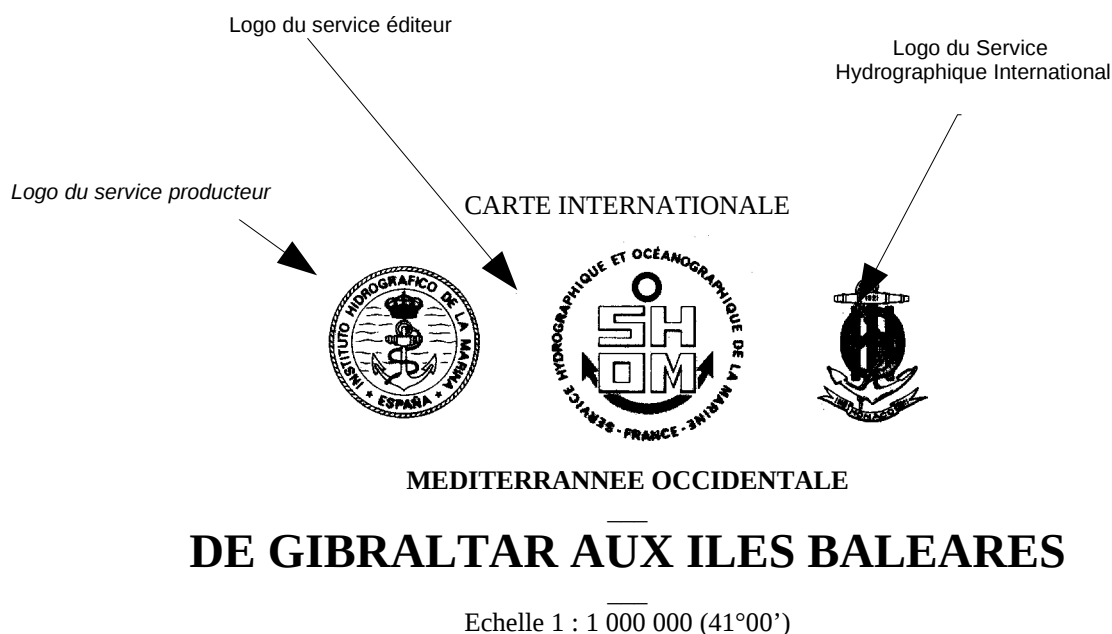 Logo du service éditeur
Logo du Service
Hydrographique International
Logo du service producteur
CARTE INTERNATIONALE
INSTITUTO HIDROGRAFICO DE LA MARINA
* ESPAÑA *
SERVICE HYDROGRAPHIQUE ET OCÉANOGRAPHIQUE DE LA MARINE
- FRANCE -
SH
OM
1921
MONACO
MEDITERRANNEE OCCIDENTALE
DE GIBRALTAR AUX ILES BALEARES
Echelle 1 : 1 000 000 (41°00’)